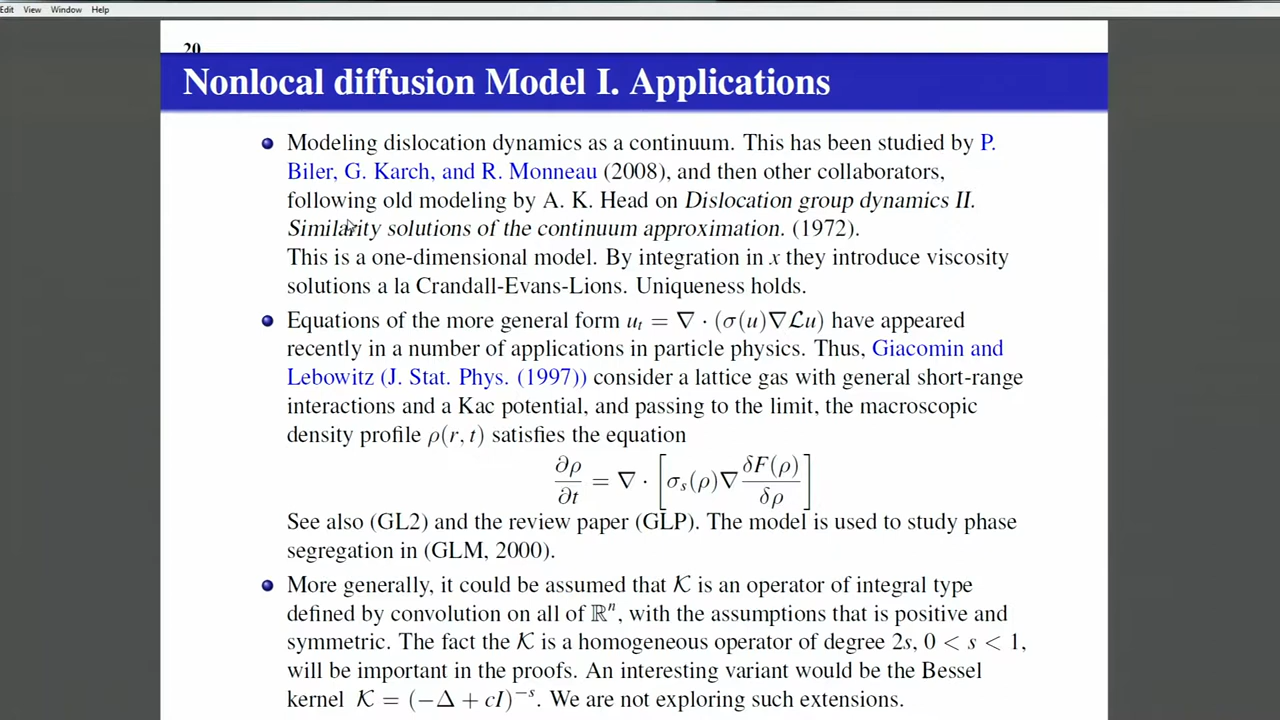 Edit View Window Help
20
Nonlocal diffusion Model I. Applications
Modeling dislocation dynamics as a continuum. This has been studied by P.
Biler, G. Karch, and R. Monneau (2008), and then other collaborators,
following old modeling by A. K. Head on Dislocation group dynamics II.
Similarity solutions of the continuum approximation. (1972).
This is a one-dimensional model. By integration in x they introduce viscosity
solutions a la Crandall-Evans-Lions. Uniqueness holds.
Equations of the more general form u_t = ∇ · (σ(u)∇ℒu) have appeared
recently in a number of applications in particle physics. Thus, Giacomin and
Lebowitz (J. Stat. Phys. (1997)) consider a lattice gas with general short-range
interactions and a Kac potential, and passing to the limit, the macroscopic
density profile ρ(r, t) satisfies the equation
∂ρ/∂t = ∇ · [σ_s(ρ)∇ δF(ρ)/δρ]
See also (GL2) and the review paper (GLP). The model is used to study phase
segregation in (GLM, 2000).
More generally, it could be assumed that 𝒦 is an operator of integral type
defined by convolution on all of ℝⁿ, with the assumptions that is positive and
symmetric. The fact the 𝒦 is a homogeneous operator of degree 2s, 0 < s < 1,
will be important in the proofs. An interesting variant would be the Bessel
kernel 𝒦 = (−Δ + cI)^{−s}. We are not exploring such extensions.